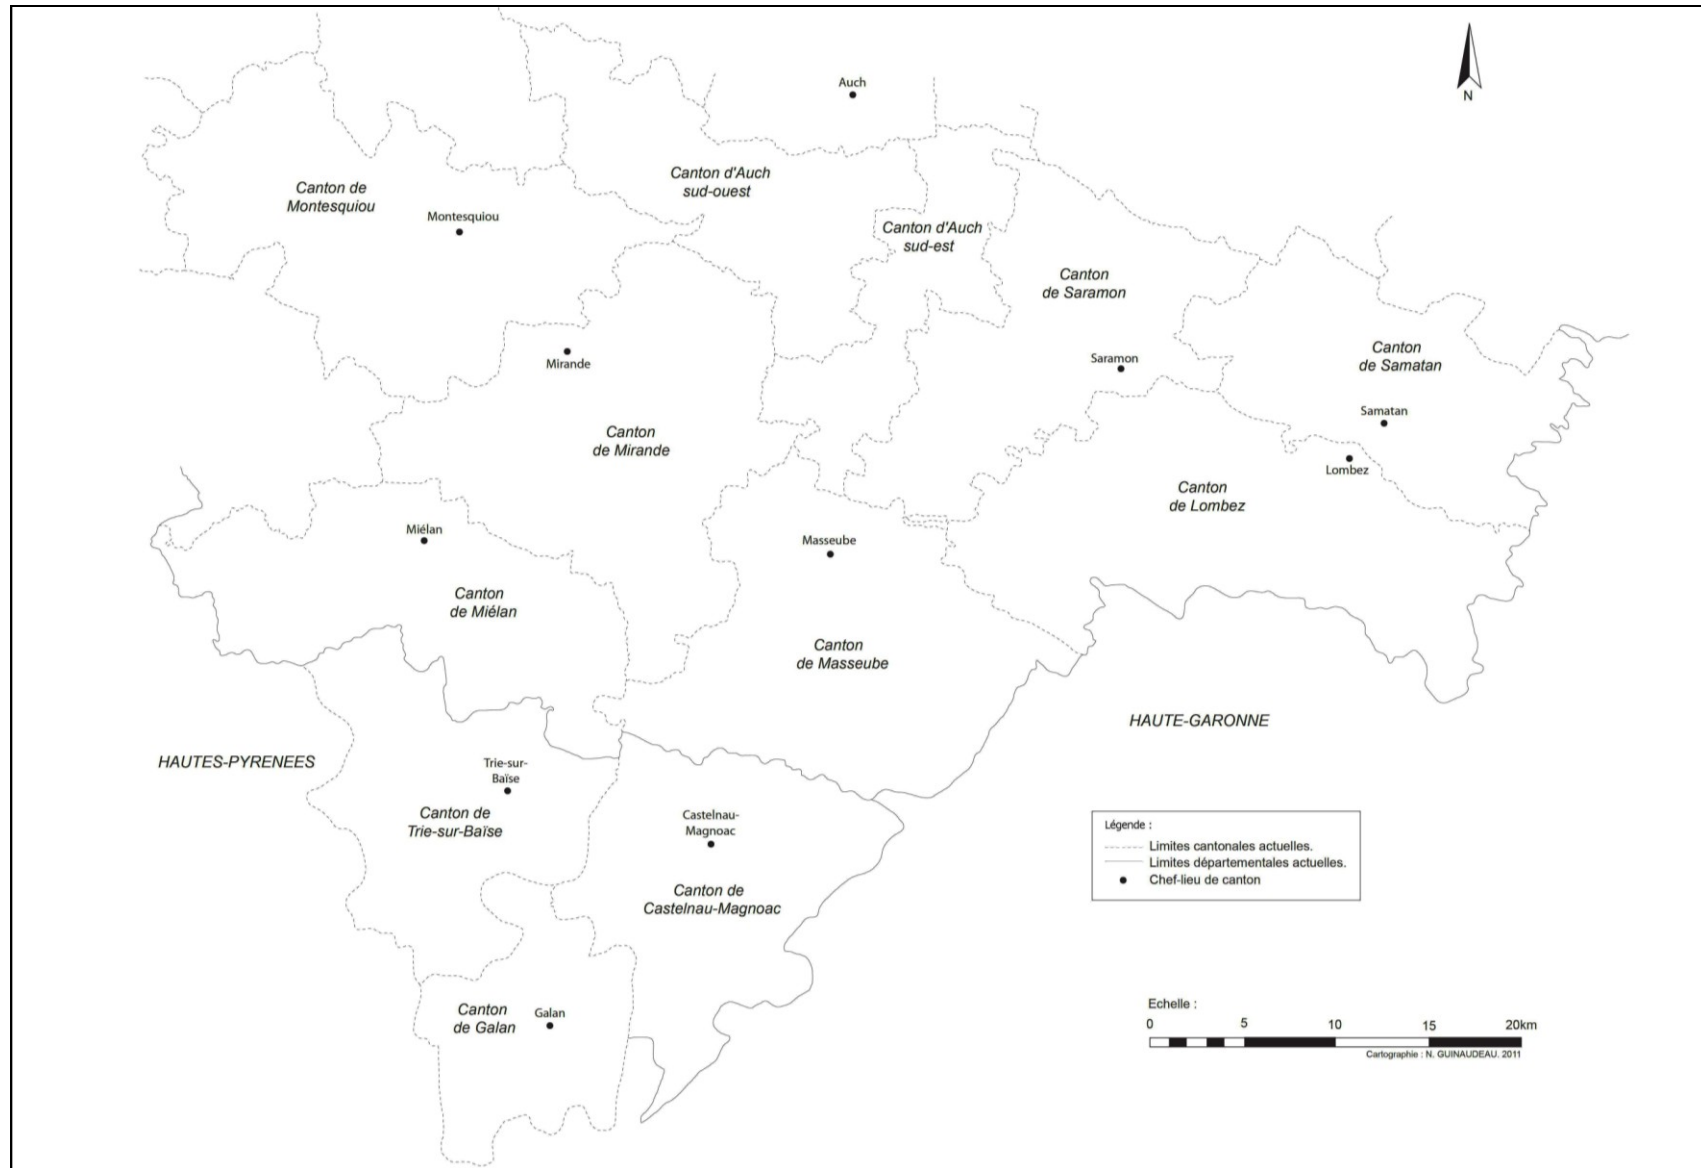 Auch
N
Canton d'Auch
sud-ouest
Canton de
Montesquiou
Montesquiou
Canton d'Auch
sud-est
Canton
de Saramon
Mirande
Saramon
Canton
de Samatan
Samatan
Canton
de Mirande
Lombez
Canton
de Lombez
Miélan
Masseube
Canton
de Miélan
Canton
de Masseube
HAUTE-GARONNE
HAUTES-PYRENEES
Trie-sur-
Baïse
Canton de
Trie-sur-Baïse
Castelnau-
Magnoac
Canton de
Castelnau-Magnoac
Légende :
Limites cantonales actuelles.
Limites départementales actuelles.
Chef-lieu de canton
Canton
de Galan
Galan
Echelle :
0 5 10 15 20km
Cartographie : N. GUINAUDEAU. 2011